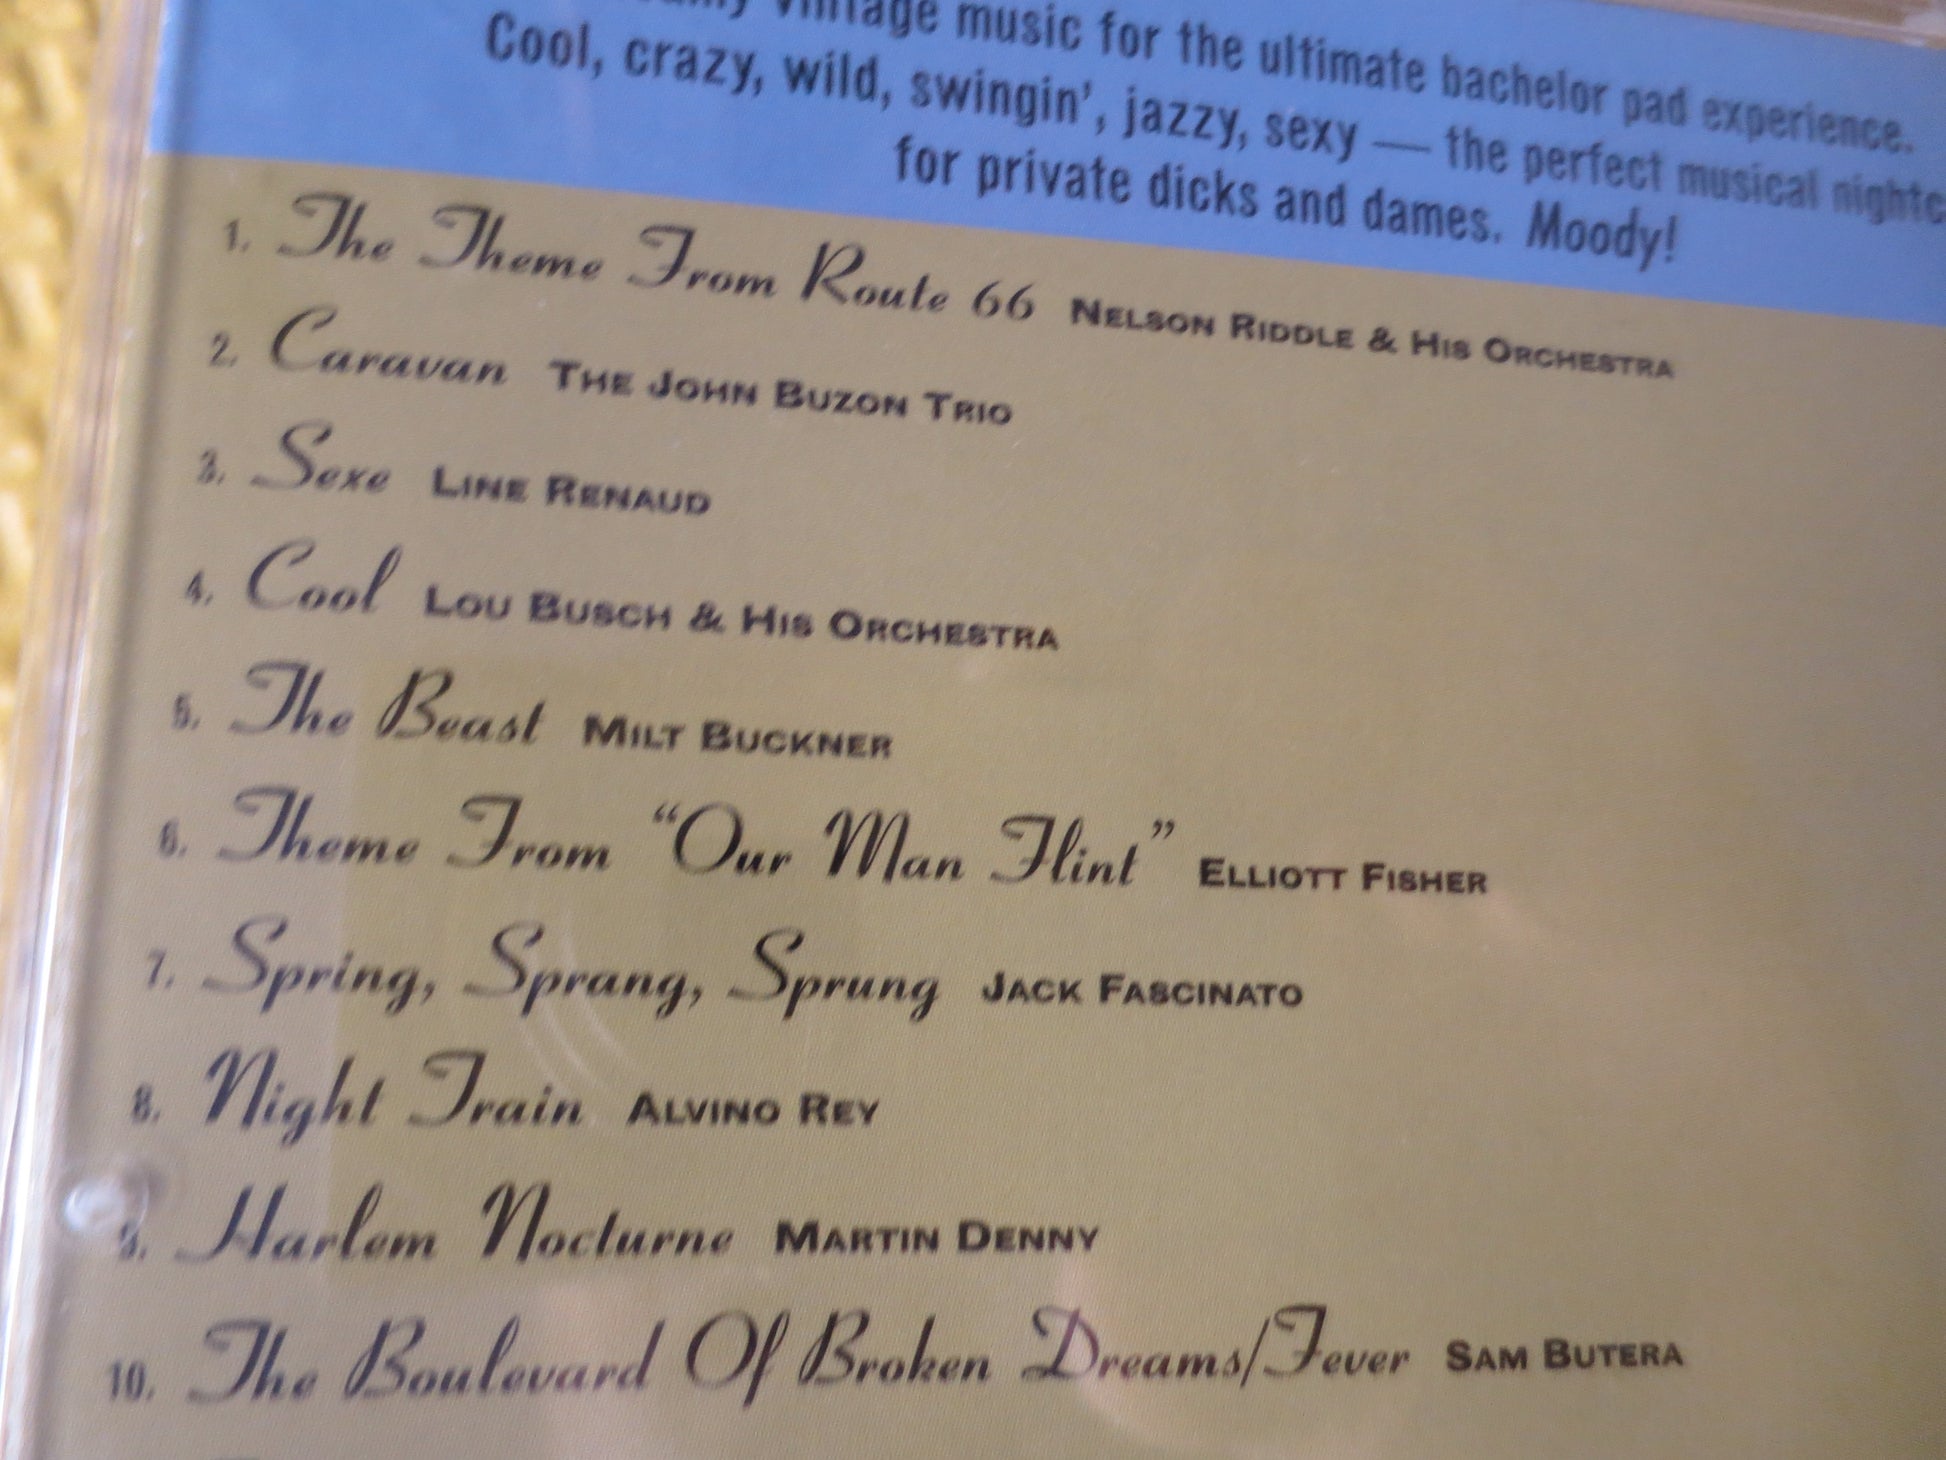 vintage music for the ultimate bachelor pad experience.
Cool, crazy, wild, swingin', jazzy, sexy — the perfect musical
for private dicks and dames. Moody!
1. The Theme From Route 66 NELSON RIDDLE & HIS ORCHESTRA
2. Caravan THE JOHN BUZON TRIO
3. Sexe LINE RENAUD
4. Cool LOU BUSCH & HIS ORCHESTRA
5. The Beast MILT BUCKNER
6. Theme From “Our Man Flint” ELLIOTT FISHER
7. Spring, Sprang, Sprung JACK FASCINATO
8. Night Train ALVINO REY
9. Harlem Nocturne MARTIN DENNY
10. The Boulevard Of Broken Dreams/Fever SAM BUTERA